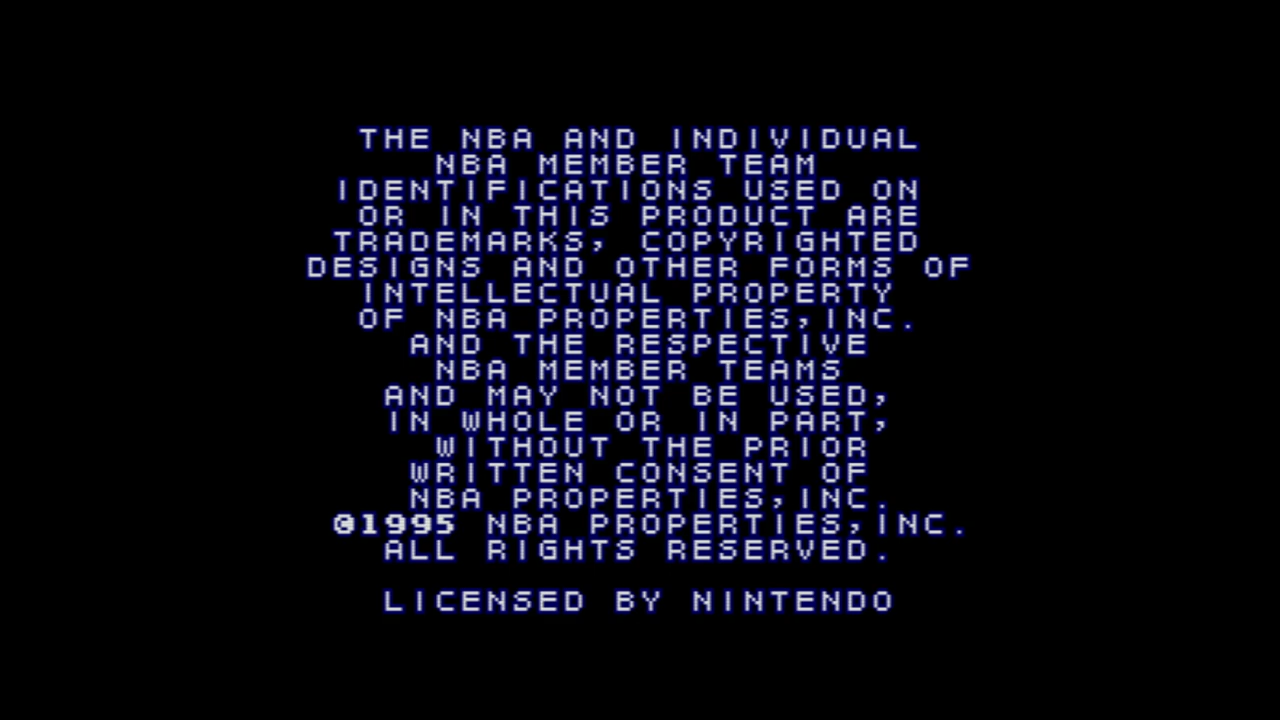 THE NBA AND INDIVIDUAL
NBA MEMBER TEAM
IDENTIFICATIONS USED ON
OR IN THIS PRODUCT ARE
TRADEMARKS, COPYRIGHTED
DESIGNS AND OTHER FORMS OF
INTELLECTUAL PROPERTY
OF NBA PROPERTIES,INC.
AND THE RESPECTIVE
NBA MEMBER TEAMS
AND MAY NOT BE USED,
IN WHOLE OR IN PART,
WITHOUT THE PRIOR
WRITTEN CONSENT OF
NBA PROPERTIES,INC.
©1995 NBA PROPERTIES,INC.
ALL RIGHTS RESERVED.
LICENSED BY NINTENDO